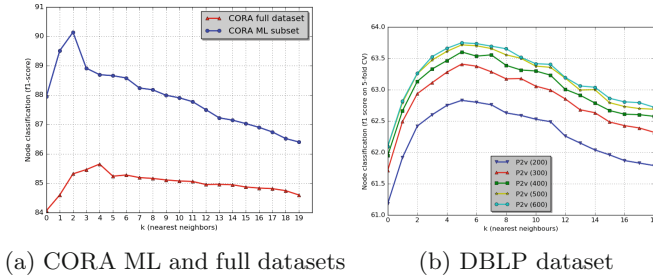 CORA full dataset
CORA ML subset
Node classification (f1 score)
91
90
89
88
87
86
85
84
0 1 2 3 4 5 6 7 8 9 10 11 12 13 14 15 16 17 18 19
k (nearest neighbors)
(a) CORA ML and full datasets
Node classification (f1 score on 5-fold CV)
64.0
63.5
63.0
62.5
62.0
61.5
61.0
P2v (200)
P2v (300)
P2v (400)
P2v (500)
P2v (600)
0 2 4 6 8 10 12 14 16
k (nearest neighbors)
(b) DBLP dataset